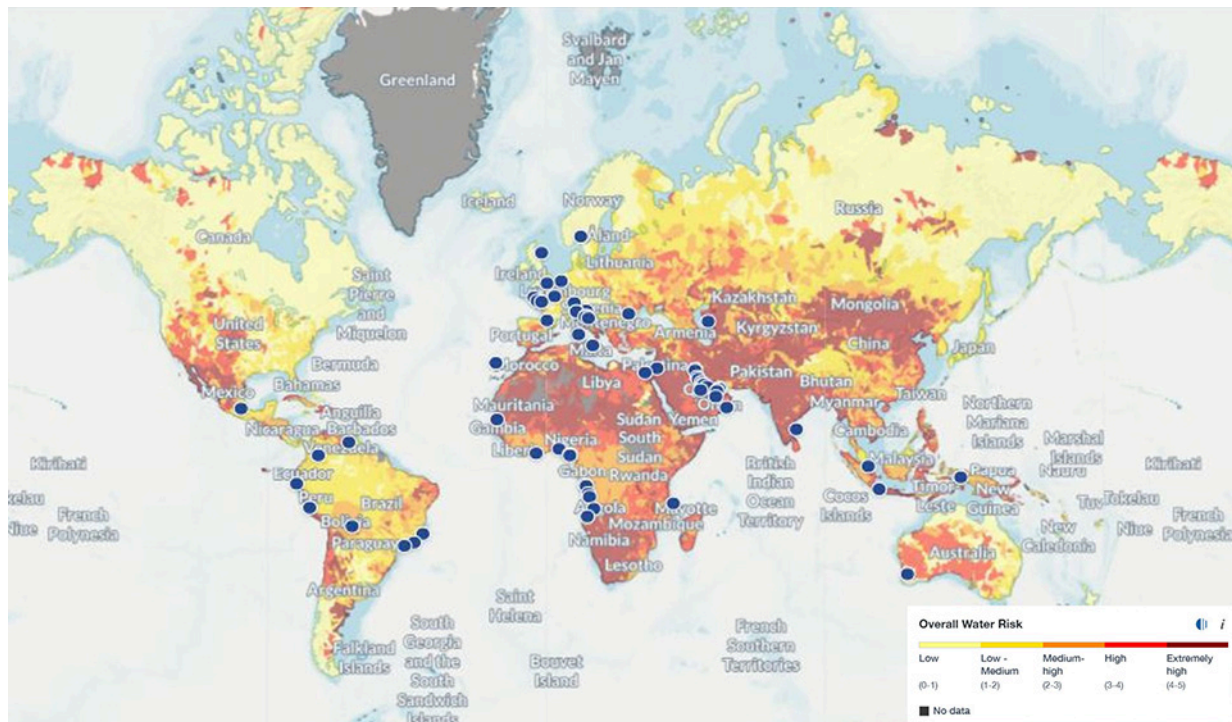 Greenland
Svalbard
and Jan
Mayen
Iceland
Norway
Russia
Canada
Åland
Lithuania
Ireland
Saint
Pierre
and
Miquelon
Kazakhstan
Mongolia
United
States
Portugal
Montenegro
Armenia
Kyrgyzstan
China
Japan
Bermuda
Malta
Morocco
Libya
Pakistan
Bhutan
Taiwan
Mexico
Bahamas
Mauritania
Myanmar
Northern
Mariana
Islands
Anguilla
Nicaragua
Barbados
Gambia
Sudan
Yemen
Cambodia
Venezuela
Nigeria
South
Sudan
Marshall
Islands
Kiribati
Ecuador
Gabon
Rwanda
British
Indian
Ocean
Territory
Malaysia
Papua
New
Guinea
Nauru
Kiribati
Peru
Brazil
Angola
Mayotte
Cocos
Islands
Timor
Leste
Tuv
Tokelau
Niue
French
Polynesia
Bolivia
Mozambique
New
Caledonia
Niue
French
Polynesia
Paraguay
Namibia
Lesotho
Australia
Argentina
Saint
Helena
Falkland
Islands
South
Georgia
and the
South
Sandwich
Islands
Bouvet
Island
French
Southern
Territories
Overall Water Risk i
Low Low - Medium- High Extremely
Medium high high
(0-1) (1-2) (2-3) (3-4) (4-5)
No data